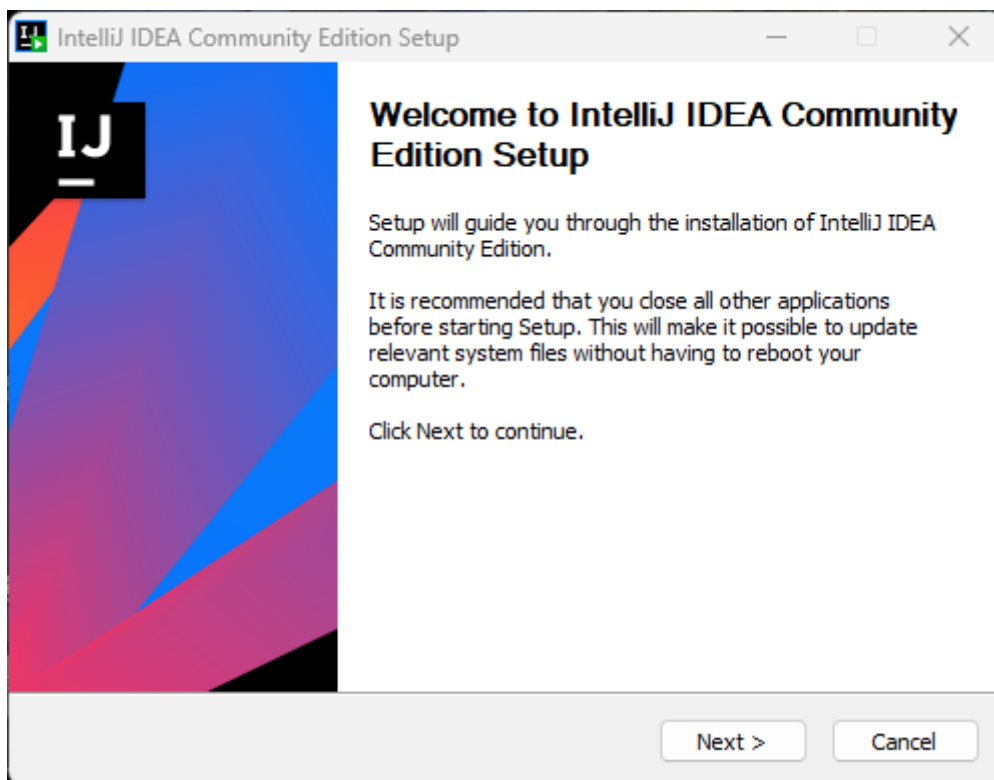 IntelliJ IDEA Community Edition Setup
IJ
Welcome to IntelliJ IDEA Community
Edition Setup
Setup will guide you through the installation of IntelliJ IDEA
Community Edition.
It is recommended that you close all other applications
before starting Setup. This will make it possible to update
relevant system files without having to reboot your
computer.
Click Next to continue.
Next >
Cancel